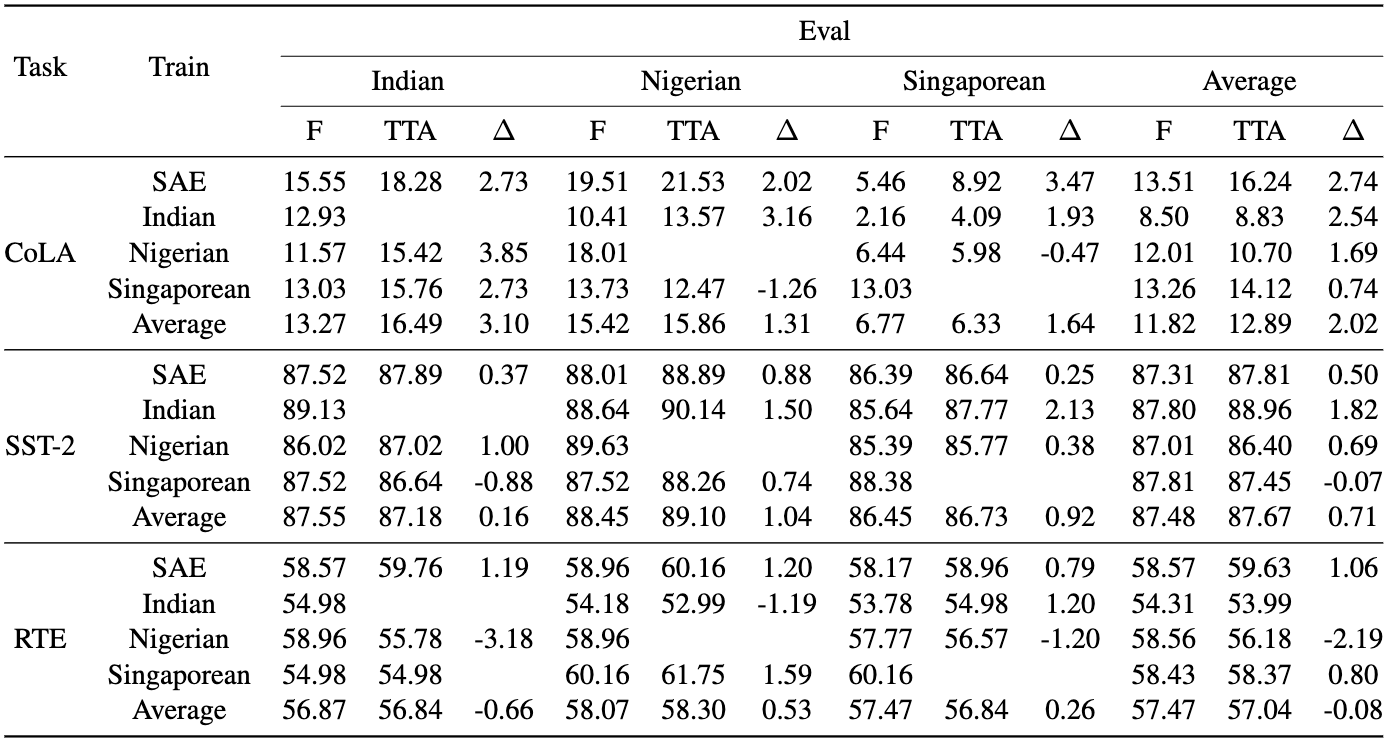 Eval
Task Train
Indian Nigerian Singaporean Average
F TTA Δ F TTA Δ F TTA Δ F TTA Δ
SAE 15.55 18.28 2.73 19.51 21.53 2.02 5.46 8.92 3.47 13.51 16.24 2.74
Indian 12.93 10.41 13.57 3.16 2.16 4.09 1.93 8.50 8.83 2.54
CoLA Nigerian 11.57 15.42 3.85 18.01 6.44 5.98 -0.47 12.01 10.70 1.69
Singaporean 13.03 15.76 2.73 13.73 12.47 -1.26 13.03 13.26 14.12 0.74
Average 13.27 16.49 3.10 15.42 15.86 1.31 6.77 6.33 1.64 11.82 12.89 2.02
SAE 87.52 87.89 0.37 88.01 88.89 0.88 86.39 86.64 0.25 87.31 87.81 0.50
Indian 89.13 88.64 90.14 1.50 85.64 87.77 2.13 87.80 88.96 1.82
SST-2 Nigerian 86.02 87.02 1.00 89.63 85.39 85.77 0.38 87.01 86.40 0.69
Singaporean 87.52 86.64 -0.88 87.52 88.26 0.74 88.38 87.81 87.45 -0.07
Average 87.55 87.18 0.16 88.45 89.10 1.04 86.45 86.73 0.92 87.48 87.67 0.71
SAE 58.57 59.76 1.19 58.96 60.16 1.20 58.17 58.96 0.79 58.57 59.63 1.06
Indian 54.98 54.18 52.99 -1.19 53.78 54.98 1.20 54.31 53.99
RTE Nigerian 58.96 55.78 -3.18 58.96 57.77 56.57 -1.20 58.56 56.18 -2.19
Singaporean 54.98 54.98 60.16 61.75 1.59 60.16 58.43 58.37 0.80
Average 56.87 56.84 -0.66 58.07 58.30 0.53 57.47 56.84 0.26 57.47 57.04 -0.08